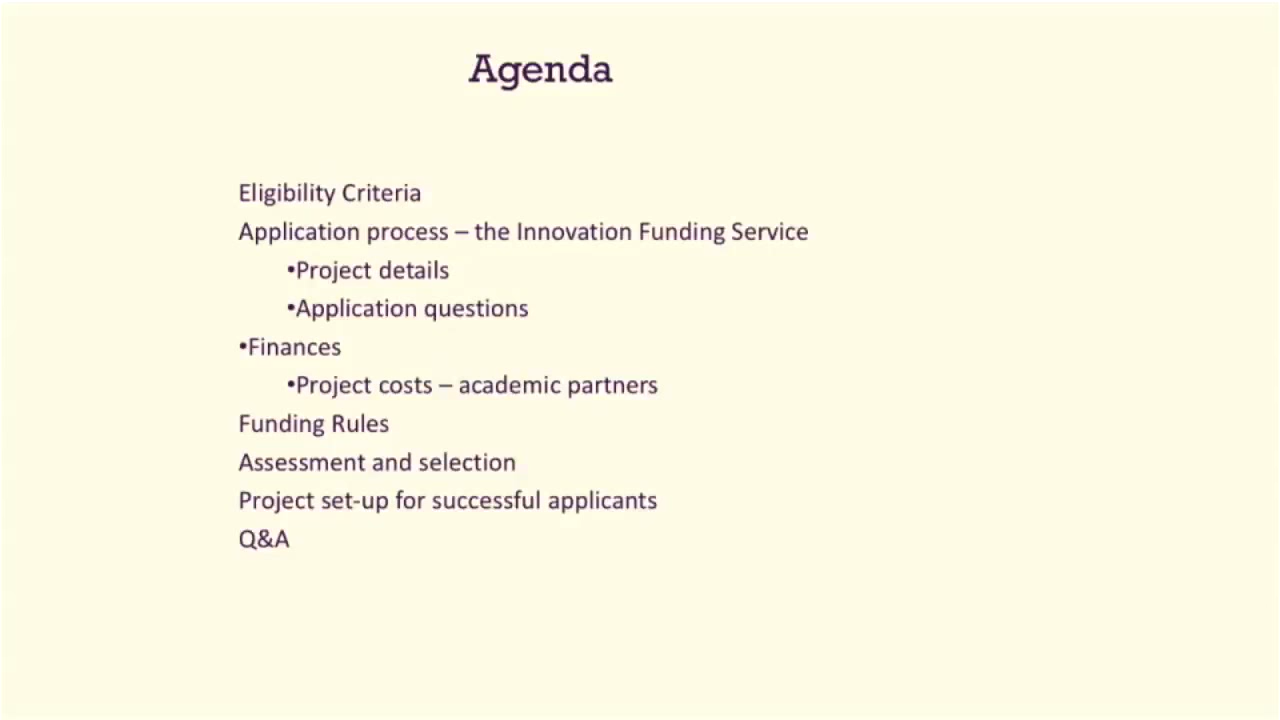 Agenda
Eligibility Criteria
Application process – the Innovation Funding Service
•Project details
•Application questions
•Finances
•Project costs – academic partners
Funding Rules
Assessment and selection
Project set-up for successful applicants
Q&A